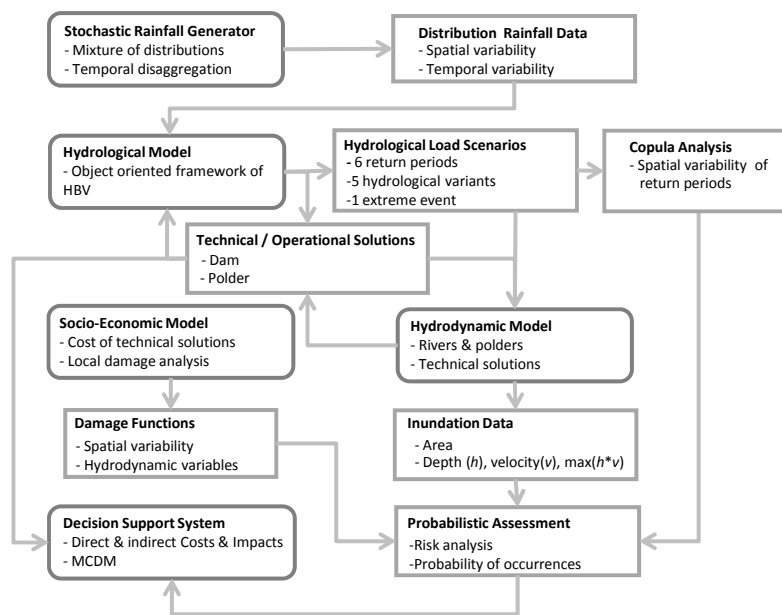 Stochastic Rainfall Generator
- Mixture of distributions
- Temporal disaggregation
Distribution Rainfall Data
- Spatial variability
- Temporal variability
Hydrological Model
- Object oriented framework of
HBV
Hydrological Load Scenarios
- 6 return periods
-5 hydrological variants
-1 extreme event
Copula Analysis
- Spatial variability of
return periods
Technical / Operational Solutions
- Dam
- Polder
Socio-Economic Model
- Cost of technical solutions
- Local damage analysis
Hydrodynamic Model
- Rivers & polders
- Technical solutions
Damage Functions
- Spatial variability
- Hydrodynamic variables
Inundation Data
- Area
- Depth (h), velocity(v), max(h*v)
Decision Support System
- Direct & indirect Costs & Impacts
- MCDM
Probabilistic Assessment
-Risk analysis
-Probability of occurrences